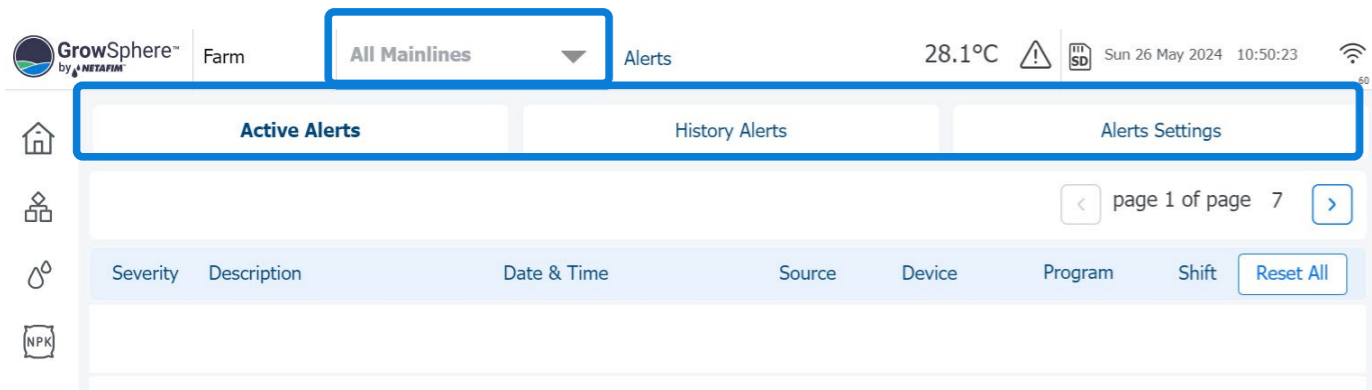 GrowSphere™ Farm All Mainlines Alerts 28.1°C SD Sun 26 May 2024 10:50:23
by NETAFIM™ 60
Active Alerts History Alerts Alerts Settings
page 1 of page 7
Severity Description Date & Time Source Device Program Shift Reset All
NPK